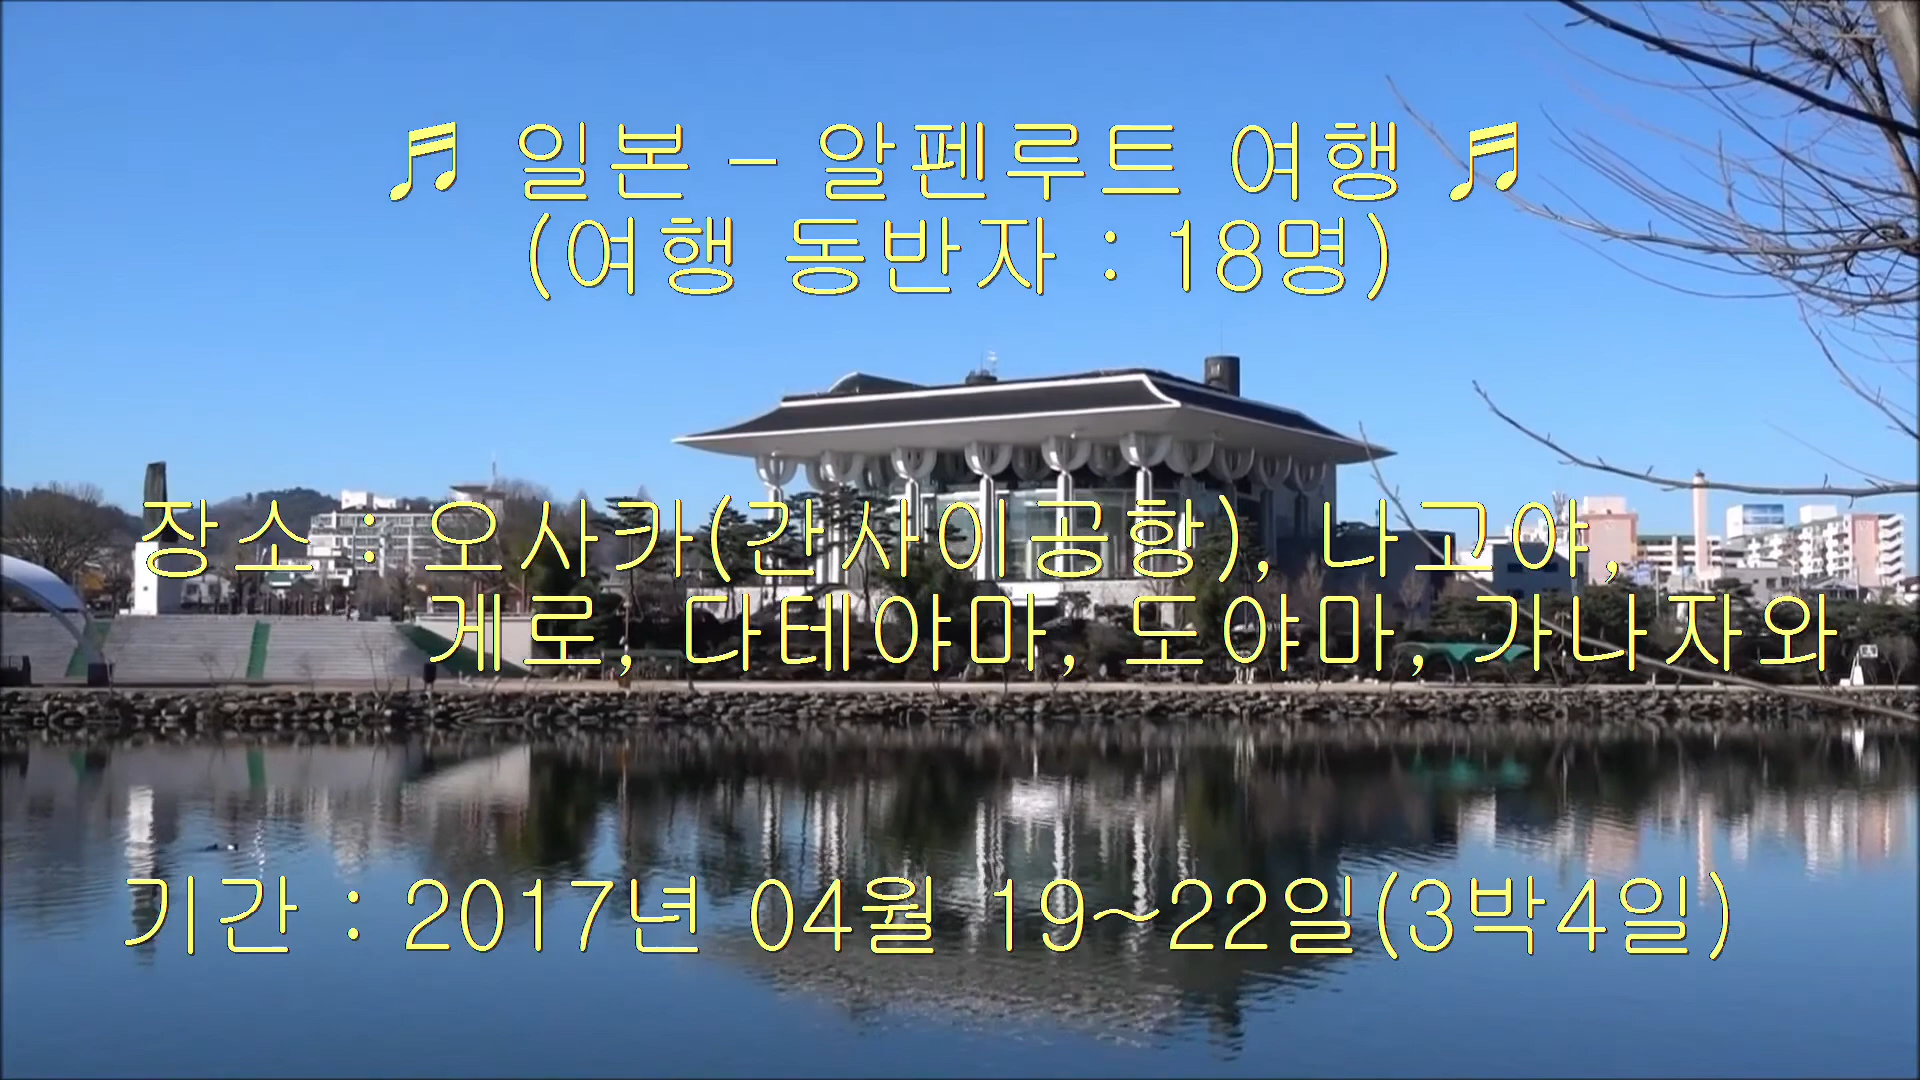 ♬ 일본 - 알펜루트 여행 ♬
(여행 동반자 : 18명)
장소 : 오사카(간사이공항), 나고야,
게로, 다테야마, 도야마, 가나자와
기간 : 2017년 04월 19~22일(3박4일)